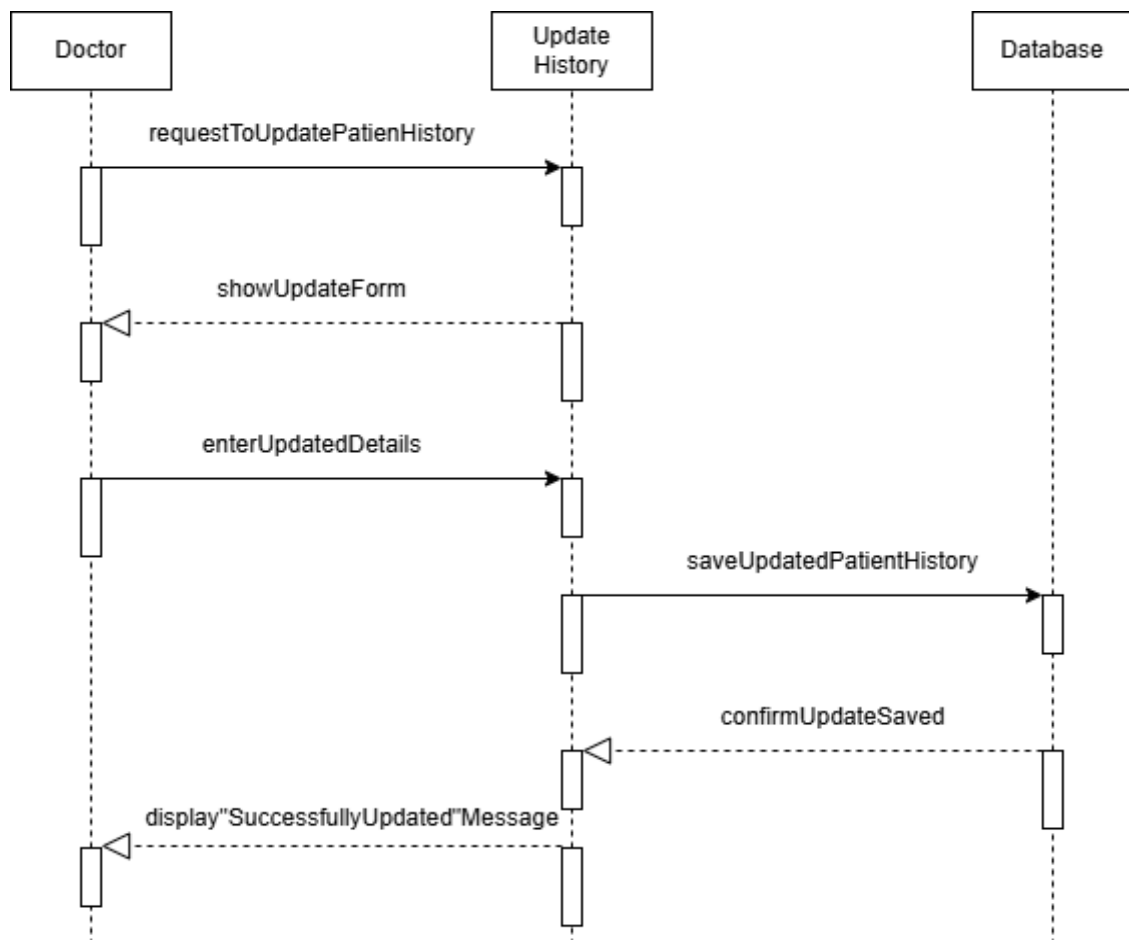 Doctor
Update
History
Database
requestToUpdatePatienHistory
showUpdateForm
enterUpdatedDetails
saveUpdatedPatientHistory
confirmUpdateSaved
display"SuccessfullyUpdated"Message